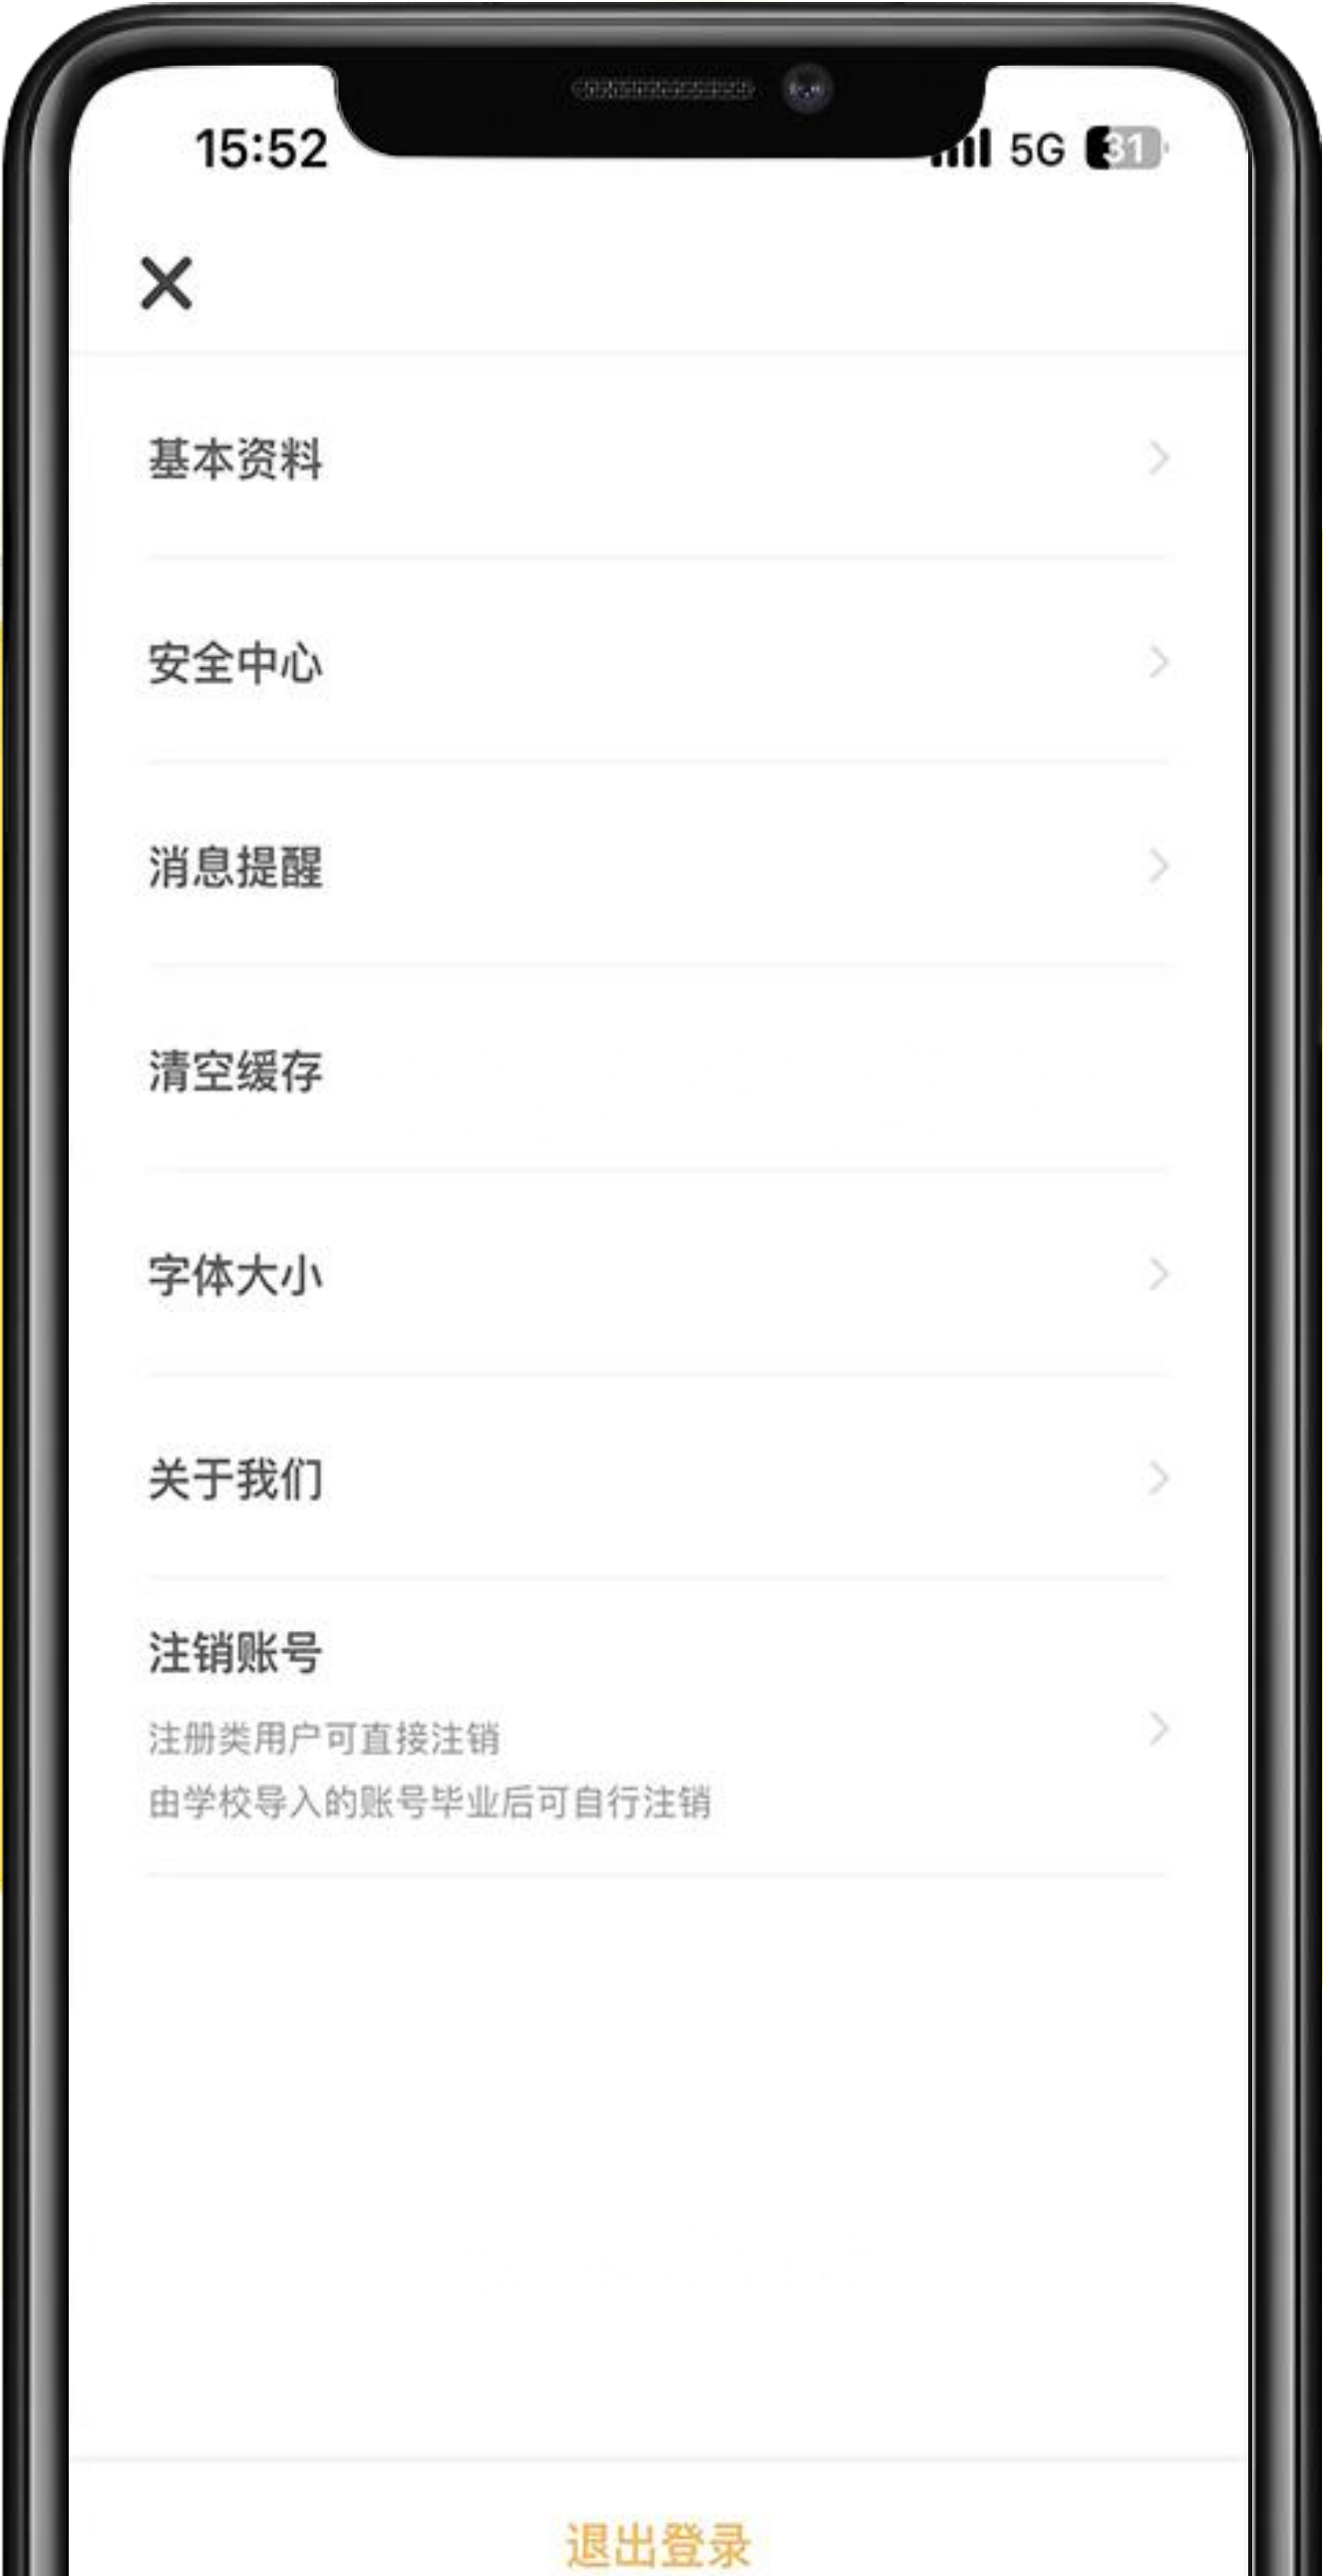 15:52 5G 31
基本资料
安全中心
消息提醒
清空缓存
字体大小
关于我们
注销账号
注册类用户可直接注销
由学校导入的账号毕业后可自行注销
退出登录